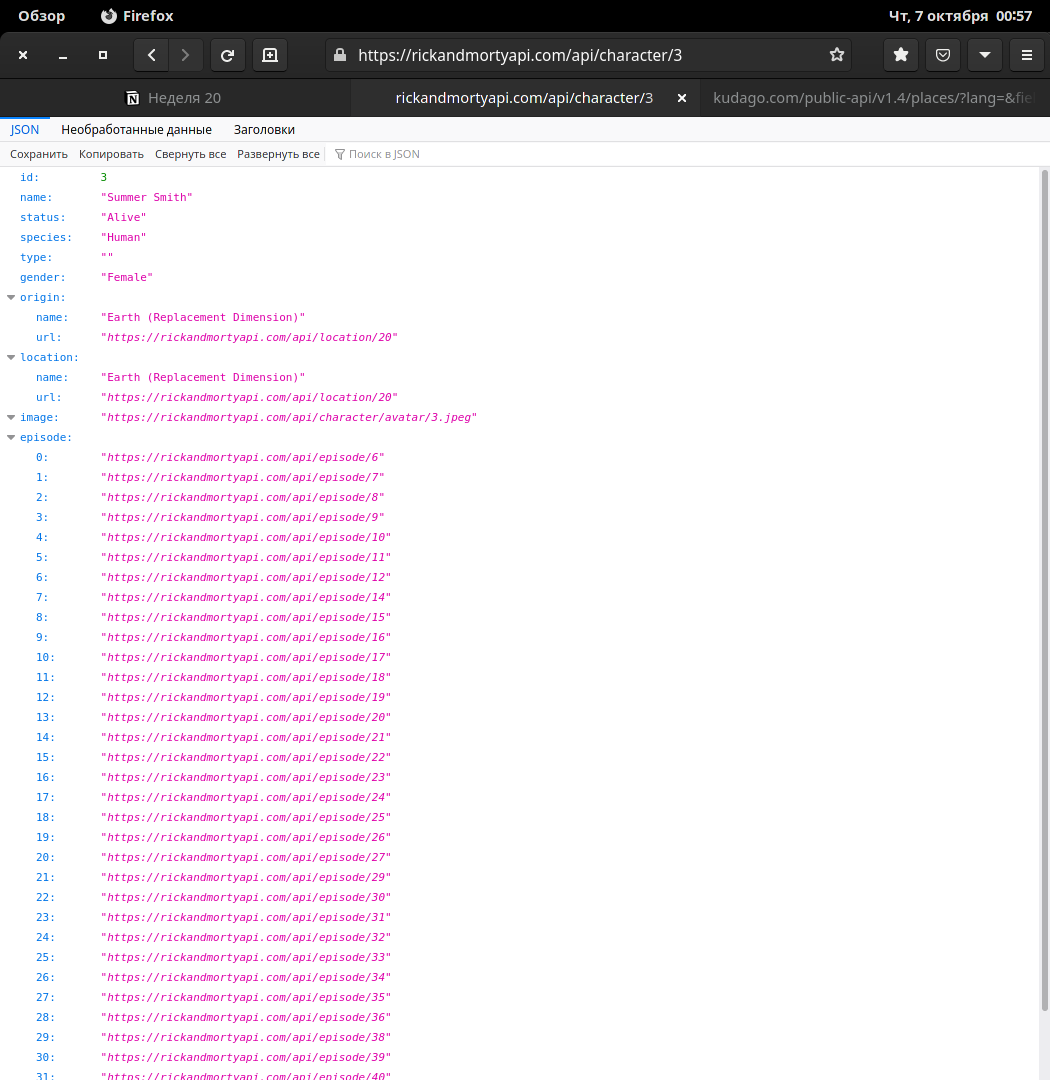 Обзор Firefox Чт, 7 октября 00:57
https://rickandmortyapi.com/api/character/3
Неделя 20 rickandmortyapi.com/api/character/3 kudago.com/public-api/v1.4/places/?lang=&fie
JSON Необработанные данные Заголовки
Сохранить Копировать Свернуть все Развернуть все Поиск в JSON
id: 3
name: "Summer Smith"
status: "Alive"
species: "Human"
type: ""
gender: "Female"
origin:
name: "Earth (Replacement Dimension)"
url: "https://rickandmortyapi.com/api/location/20"
location:
name: "Earth (Replacement Dimension)"
url: "https://rickandmortyapi.com/api/location/20"
image: "https://rickandmortyapi.com/api/character/avatar/3.jpeg"
episode:
0: "https://rickandmortyapi.com/api/episode/6"
1: "https://rickandmortyapi.com/api/episode/7"
2: "https://rickandmortyapi.com/api/episode/8"
3: "https://rickandmortyapi.com/api/episode/9"
4: "https://rickandmortyapi.com/api/episode/10"
5: "https://rickandmortyapi.com/api/episode/11"
6: "https://rickandmortyapi.com/api/episode/12"
7: "https://rickandmortyapi.com/api/episode/14"
8: "https://rickandmortyapi.com/api/episode/15"
9: "https://rickandmortyapi.com/api/episode/16"
10: "https://rickandmortyapi.com/api/episode/17"
11: "https://rickandmortyapi.com/api/episode/18"
12: "https://rickandmortyapi.com/api/episode/19"
13: "https://rickandmortyapi.com/api/episode/20"
14: "https://rickandmortyapi.com/api/episode/21"
15: "https://rickandmortyapi.com/api/episode/22"
16: "https://rickandmortyapi.com/api/episode/23"
17: "https://rickandmortyapi.com/api/episode/24"
18: "https://rickandmortyapi.com/api/episode/25"
19: "https://rickandmortyapi.com/api/episode/26"
20: "https://rickandmortyapi.com/api/episode/27"
21: "https://rickandmortyapi.com/api/episode/29"
22: "https://rickandmortyapi.com/api/episode/30"
23: "https://rickandmortyapi.com/api/episode/31"
24: "https://rickandmortyapi.com/api/episode/32"
25: "https://rickandmortyapi.com/api/episode/33"
26: "https://rickandmortyapi.com/api/episode/34"
27: "https://rickandmortyapi.com/api/episode/35"
28: "https://rickandmortyapi.com/api/episode/36"
29: "https://rickandmortyapi.com/api/episode/38"
30: "https://rickandmortyapi.com/api/episode/39"
31: "https://rickandmortyapi.com/api/episode/40"